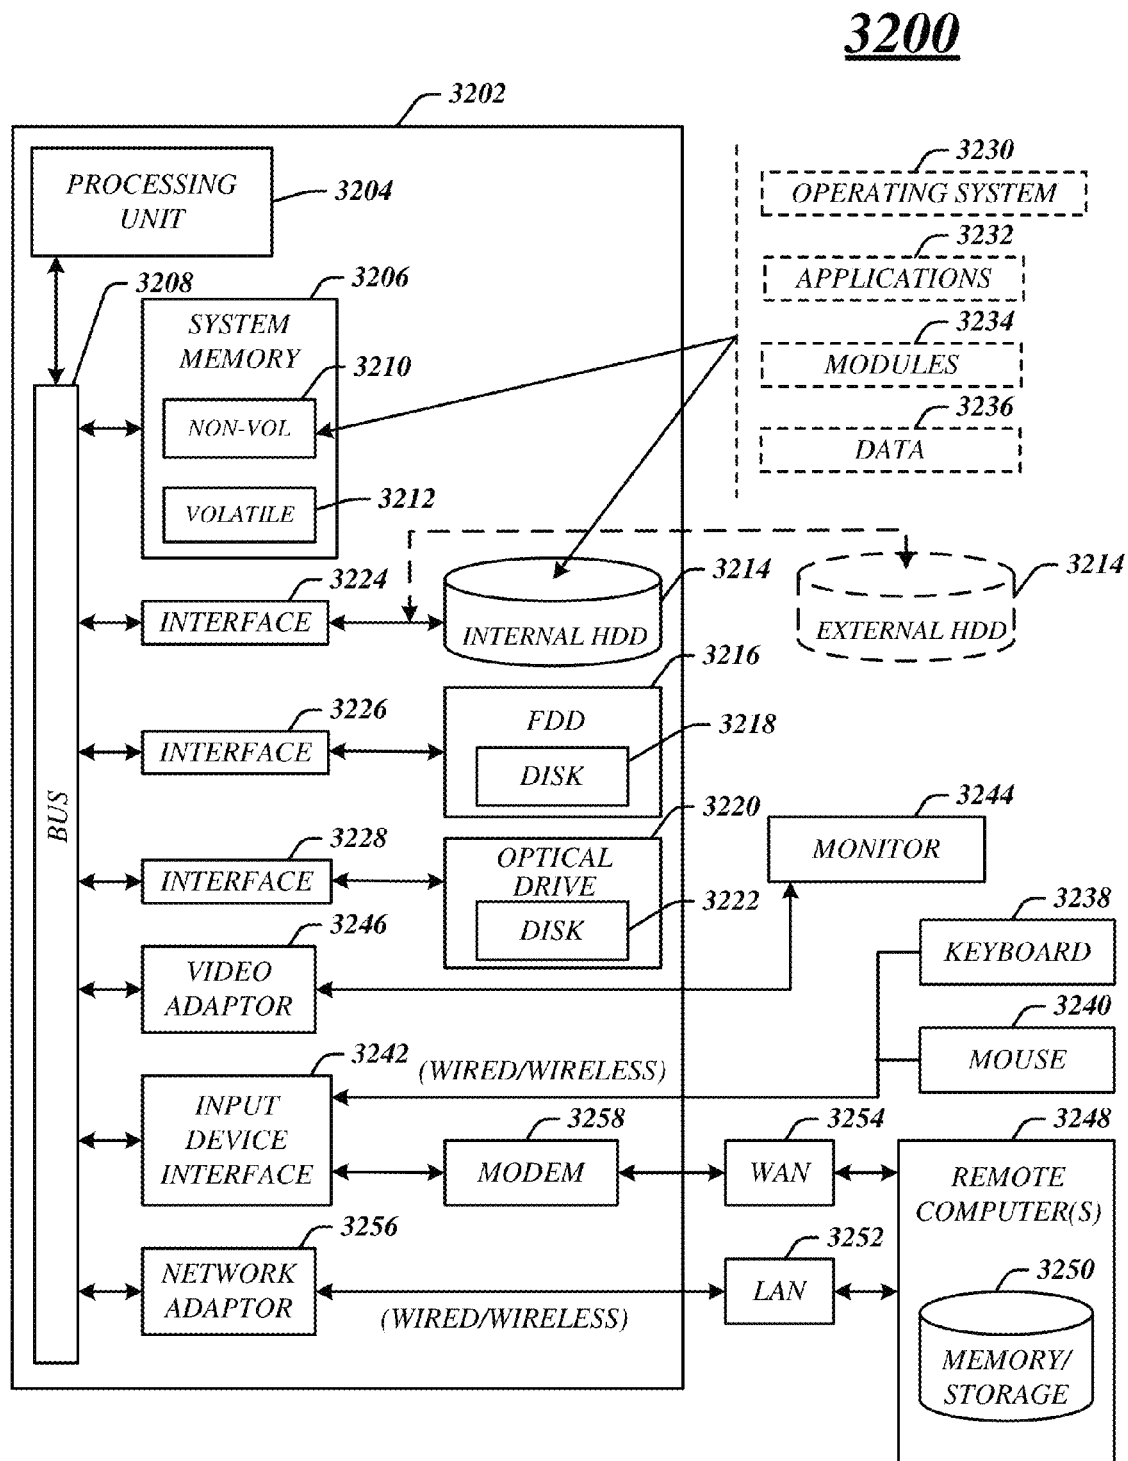 3200
3202
PROCESSING
UNIT
3204
3230
OPERATING SYSTEM
3232
APPLICATIONS
3234
MODULES
3236
DATA
3208
3206
SYSTEM
MEMORY
3210
NON-VOL
3212
VOLATILE
3224
INTERFACE
3214
INTERNAL HDD
3214
EXTERNAL HDD
3226
INTERFACE
3216
FDD
3218
DISK
BUS
3228
INTERFACE
3220
OPTICAL
DRIVE
3222
DISK
3244
MONITOR
3246
VIDEO
ADAPTOR
3238
KEYBOARD
3240
MOUSE
3242
INPUT
DEVICE
INTERFACE
(WIRED/WIRELESS)
3258
MODEM
3254
WAN
3248
REMOTE
COMPUTER(S)
3256
NETWORK
ADAPTOR
(WIRED/WIRELESS)
3252
LAN
3250
MEMORY/
STORAGE